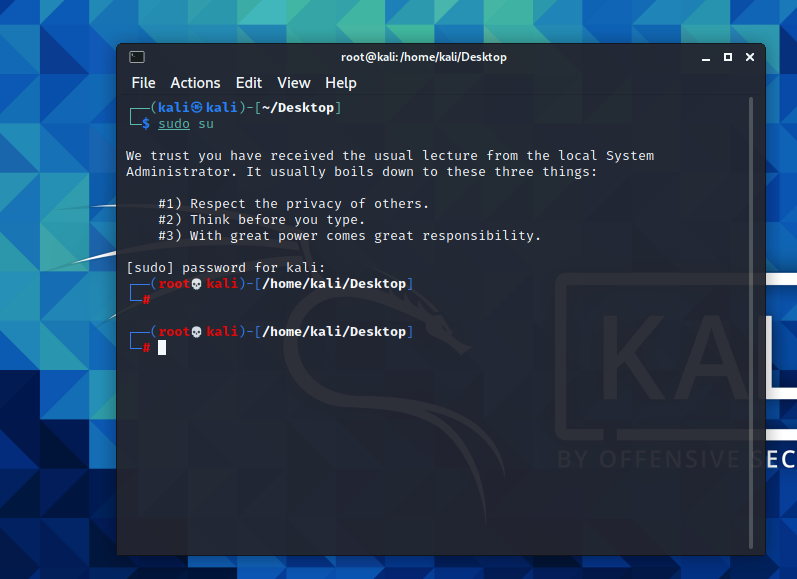 root@kali:/home/kali/Desktop
File Actions Edit View Help
┌──(kali㉿kali)-[~/Desktop]
└─$ sudo su

We trust you have received the usual lecture from the local System
Administrator. It usually boils down to these three things:

    #1) Respect the privacy of others.
    #2) Think before you type.
    #3) With great power comes great responsibility.

[sudo] password for kali:
┌──(root💀kali)-[/home/kali/Desktop]
└─#

┌──(root💀kali)-[/home/kali/Desktop]
└─#
KAL
BY OFFENSIVE SEC